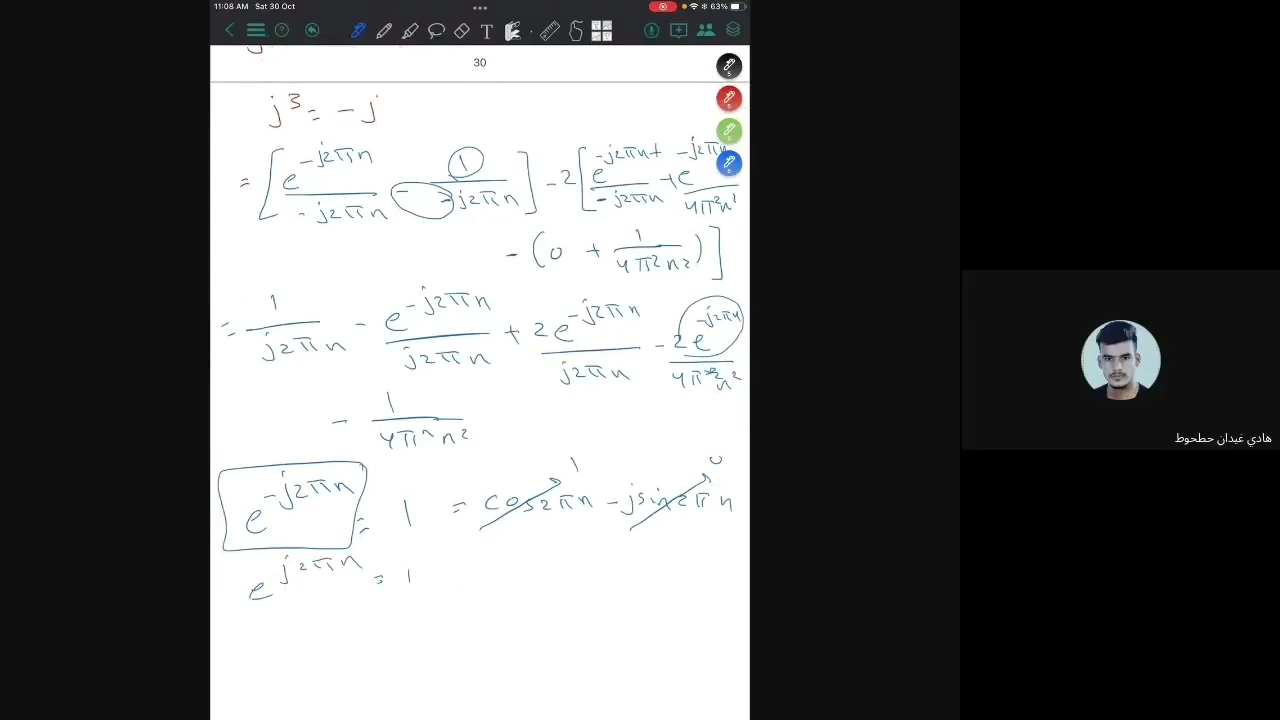 11:08 AM Sat 30 Oct 63%
30
j³ = - j
= [ e^{-j2πn} / -j2πn - 1 / -j2πn ] - 2 [ e^{-j2πn} / -j2πn + e^{-j2πn} / 4π²n²
- ( 0 + 1 / 4π²n² ) ]
= 1 / j2πn - e^{-j2πn} / j2πn + 2e^{-j2πn} / j2πn - 2e^{-j2πn} / 4π²n²
- 1 / 4π²n²
e^{-j2πn} = 1 = cos2πn - jsin2πn
1 0
e^{j2πn} = 1
هادي غيدان حطحوط